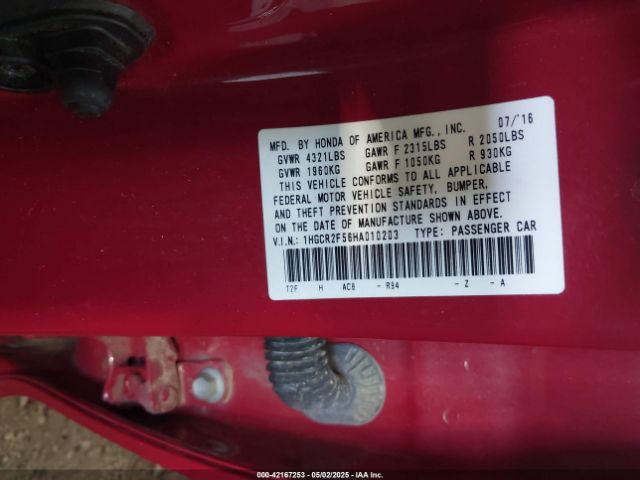 07/'16
MFD. BY HONDA OF AMERICA MFG., INC.
GVWR 4321LBS GAWR F 2315LBS R 2050LBS
GVWR 1960KG GAWR F 1050KG R 930KG
THIS VEHICLE CONFORMS TO ALL APPLICABLE
FEDERAL MOTOR VEHICLE SAFETY, BUMPER,
AND THEFT PREVENTION STANDARDS IN EFFECT
ON THE DATE OF MANUFACTURE SHOWN ABOVE.
V.I.N.: 1HGCR2F56HA010203 TYPE: PASSENGER CAR
T2F H AC8 - R94 - Z - A
000-42167253 - 05/02/2025 - IAA Inc.